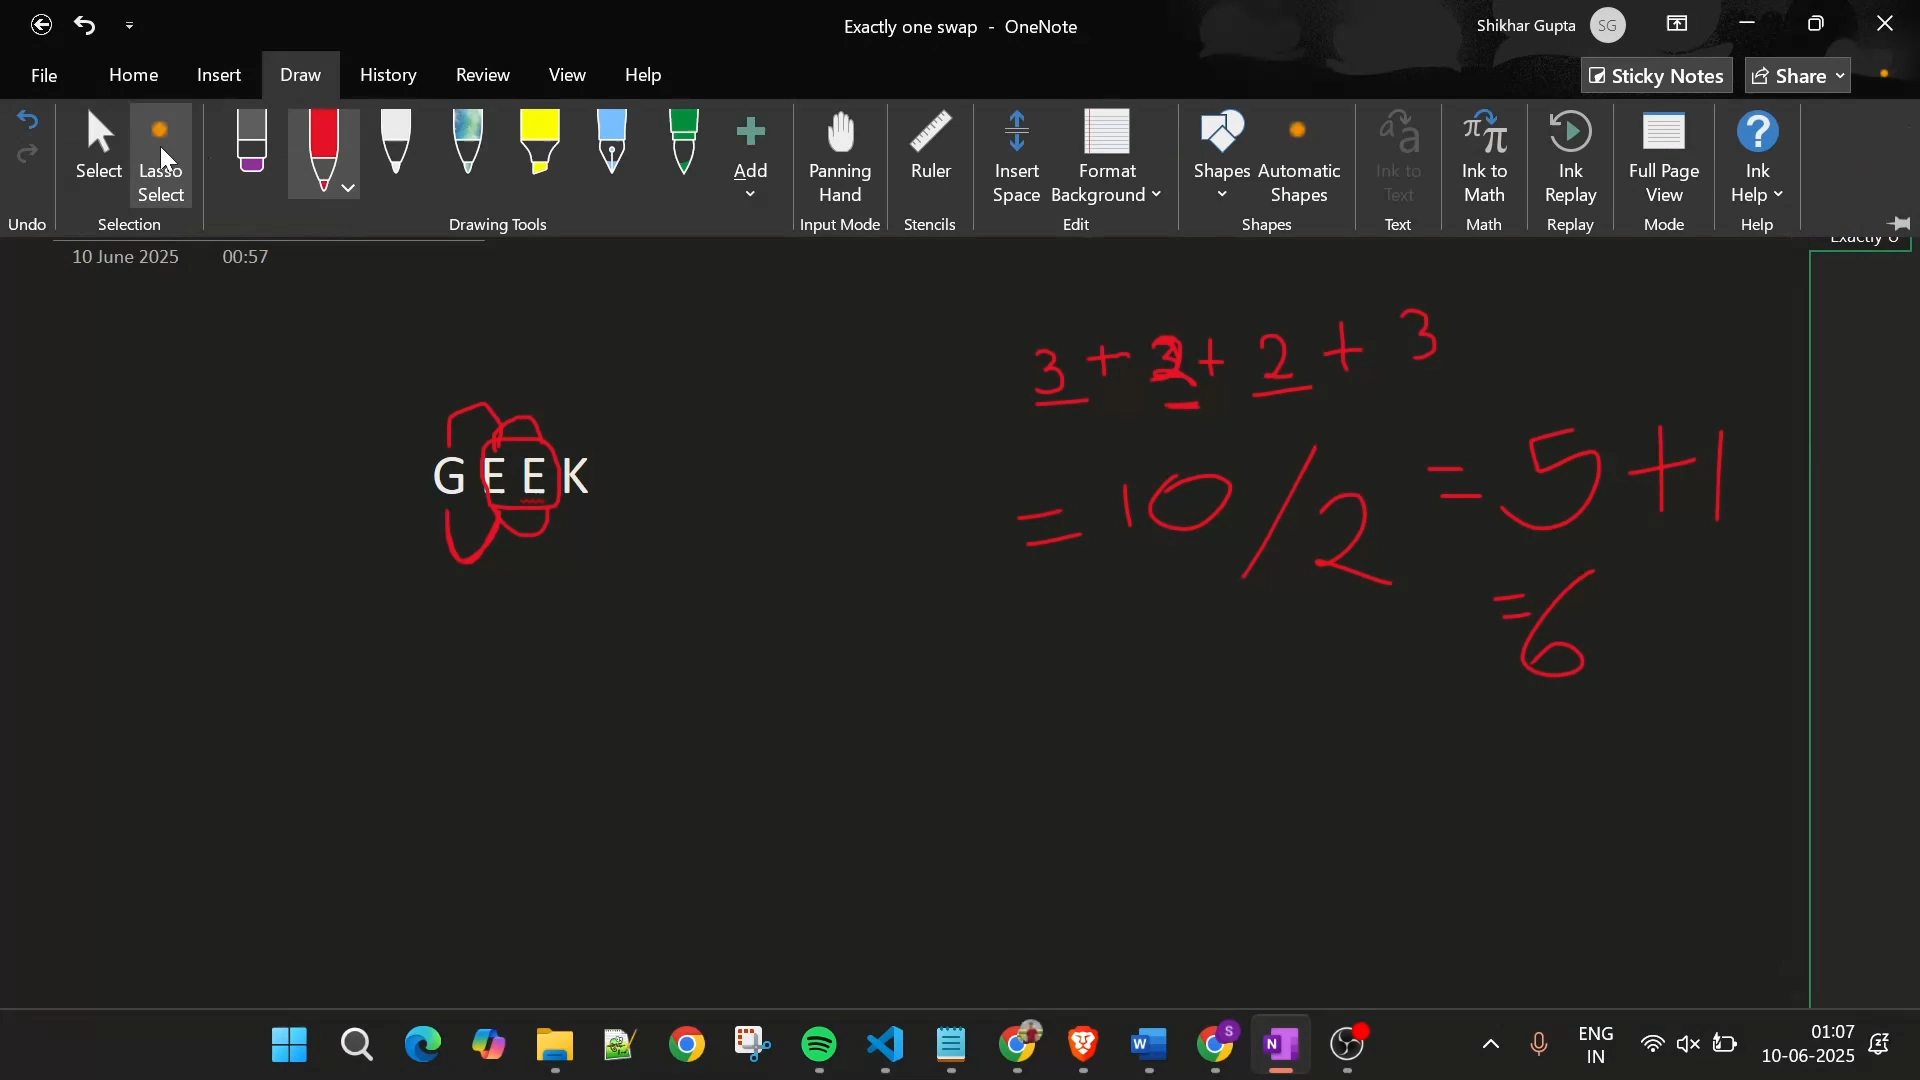 Exactly one swap - OneNote
Shikhar Gupta SG
File Home Insert Draw History Review View Help
Sticky Notes Share
Select Lasso Select
Add
Panning Hand
Ruler
Insert Space
Format Background
Shapes
Automatic Shapes
Ink to Text
Ink to Math
Ink Replay
Full Page View
Ink Help
Undo Selection Drawing Tools Input Mode Stencils Edit Shapes Text Math Replay Mode Help
10 June 2025 00:57
3 + 2 + 2 + 3
GEEK
= 10/2 = 5+1
=6
ENG
IN
01:07
10-06-2025